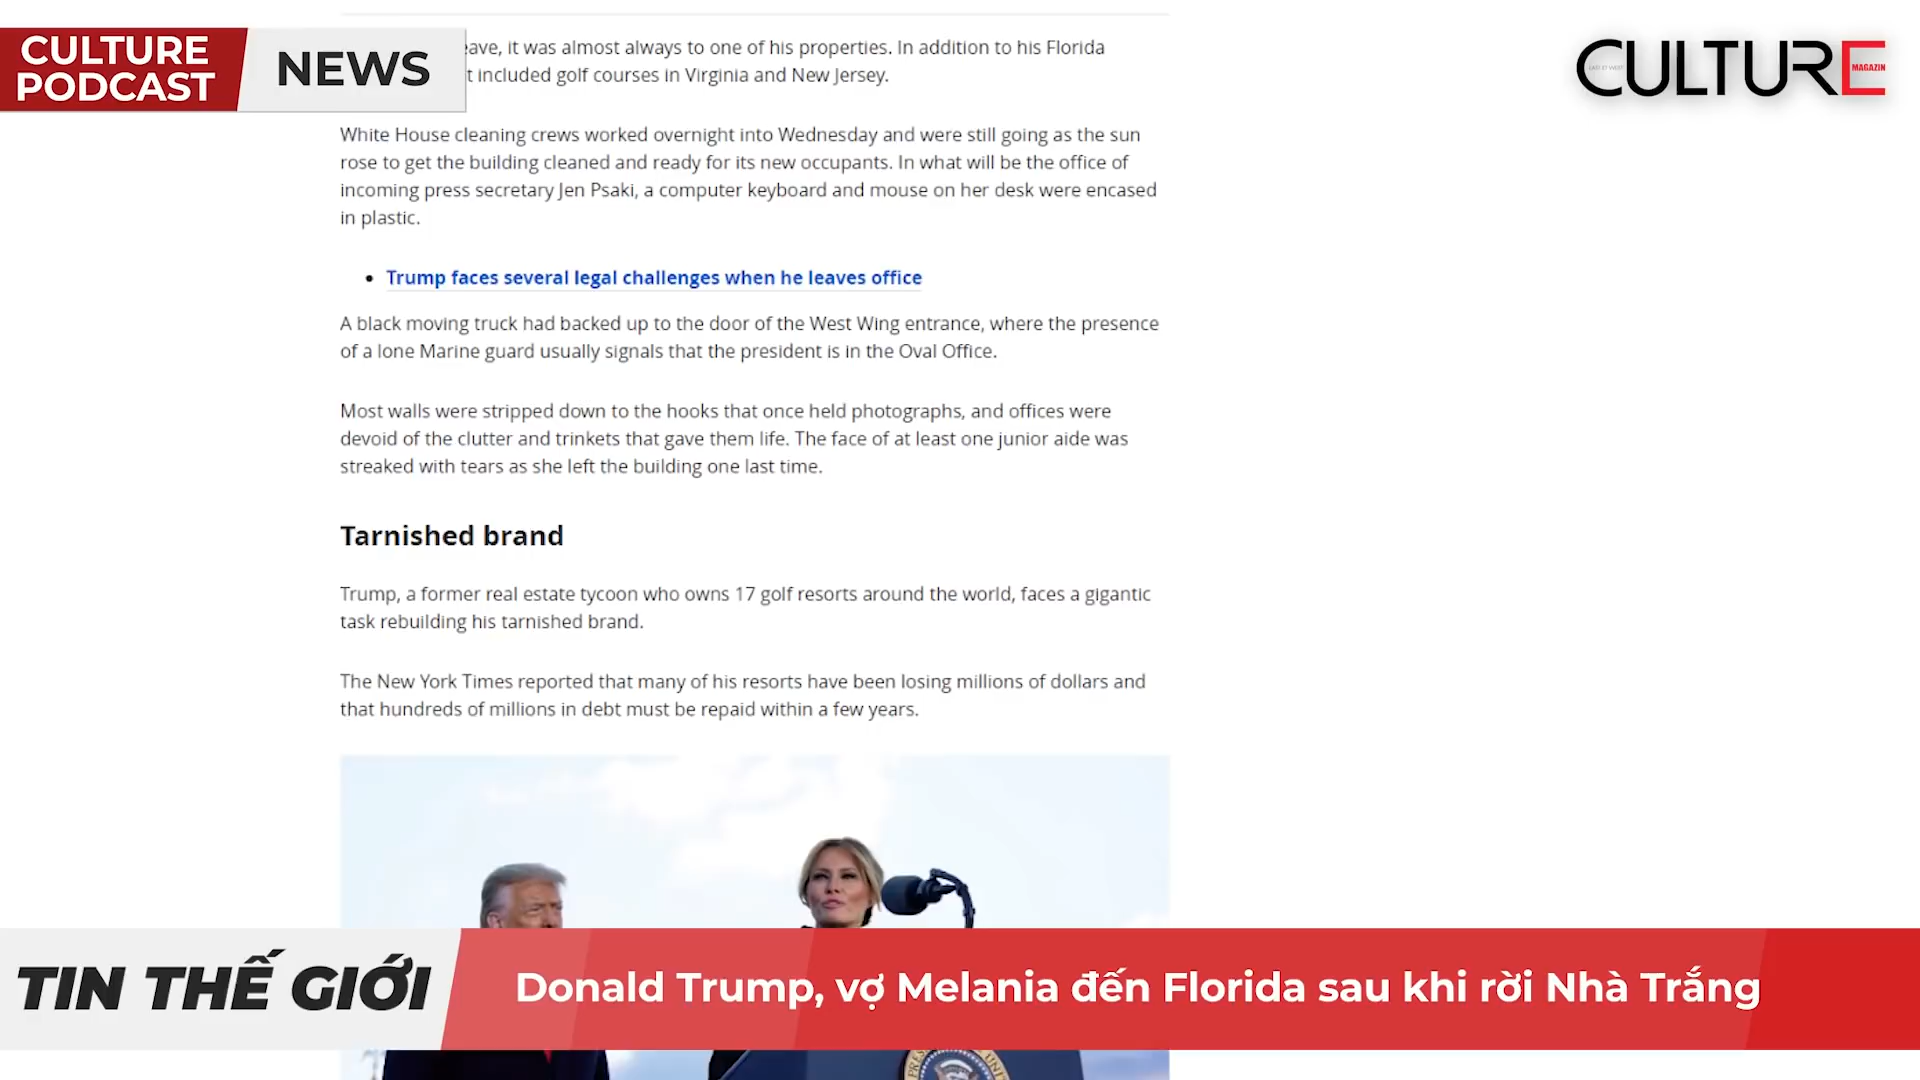 CULTURE
PODCAST
NEWS
CULTURE
MAGAZIN
eave, it was almost always to one of his properties. In addition to his Florida
t included golf courses in Virginia and New Jersey.
White House cleaning crews worked overnight into Wednesday and were still going as the sun
rose to get the building cleaned and ready for its new occupants. In what will be the office of
incoming press secretary Jen Psaki, a computer keyboard and mouse on her desk were encased
in plastic.
• Trump faces several legal challenges when he leaves office
A black moving truck had backed up to the door of the West Wing entrance, where the presence
of a lone Marine guard usually signals that the president is in the Oval Office.
Most walls were stripped down to the hooks that once held photographs, and offices were
devoid of the clutter and trinkets that gave them life. The face of at least one junior aide was
streaked with tears as she left the building one last time.
Tarnished brand
Trump, a former real estate tycoon who owns 17 golf resorts around the world, faces a gigantic
task rebuilding his tarnished brand.
The New York Times reported that many of his resorts have been losing millions of dollars and
that hundreds of millions in debt must be repaid within a few years.
TIN THẾ GIỚI
Donald Trump, vợ Melania đến Florida sau khi rời Nhà Trắng